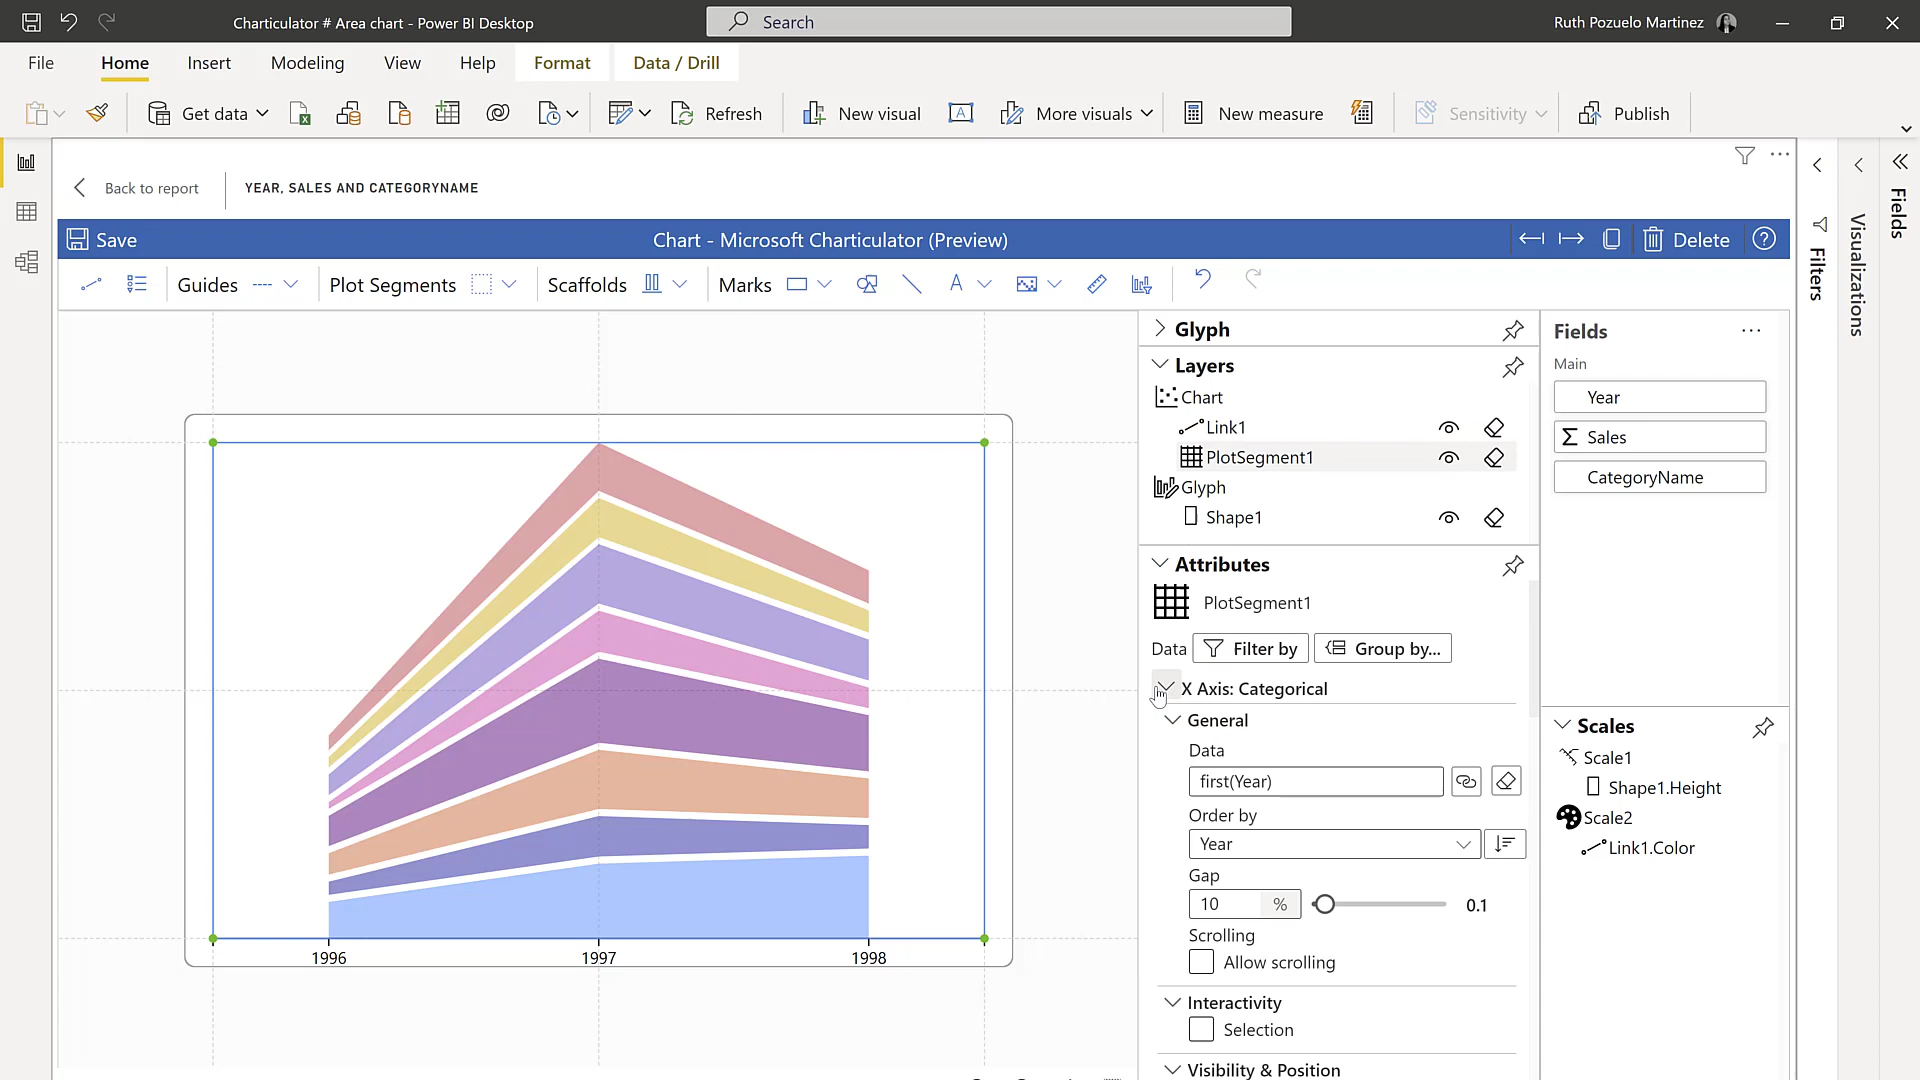 Charticulator # Area chart - Power BI Desktop
Search
Ruth Pozuelo Martinez
File
Home
Insert
Modeling
View
Help
Format
Data / Drill
Get data
Refresh
New visual
A
More visuals
New measure
Sensitivity
Publish
Back to report
YEAR, SALES AND CATEGORYNAME
Save
Chart - Microsoft Charticulator (Preview)
Delete
Guides
Plot Segments
Scaffolds
Marks
A
Glyph
Layers
Chart
Link1
PlotSegment1
Glyph
Shape1
Attributes
PlotSegment1
Data
Filter by
Group by...
X Axis: Categorical
General
Data
first(Year)
Order by
Year
Gap
10
%
0.1
Scrolling
Allow scrolling
Interactivity
Selection
Visibility & Position
Fields
Main
Year
Σ Sales
CategoryName
Scales
Scale1
Shape1.Height
Scale2
Link1.Color
Filters
Visualizations
Fields
1996
1997
1998